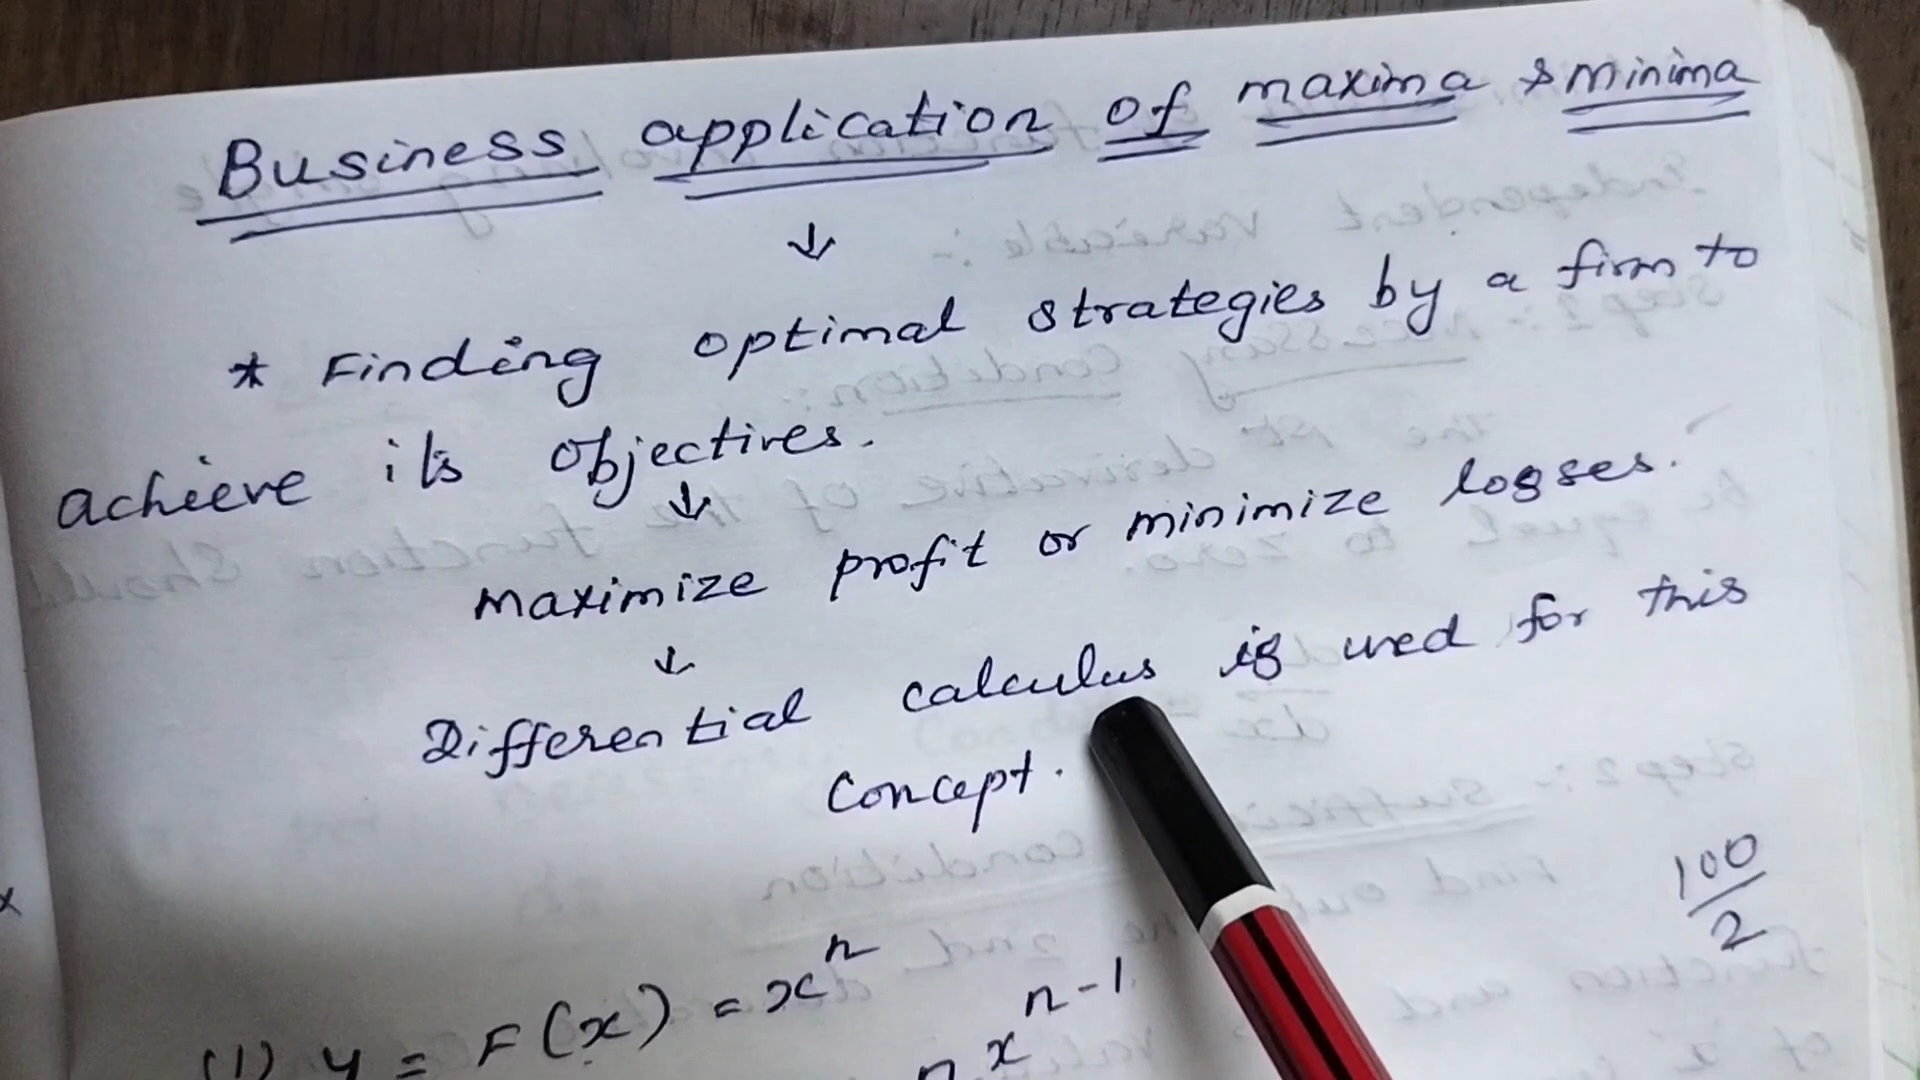 Business application of maxima & minima
↓
* Finding optimal strategies by a firm to
achieve its objectives.
↓
maximize profit or minimize losses.
↓
Differential calculus is used for this
concept.
100/2
(1) y = F(x) = x^n
n x^n-1